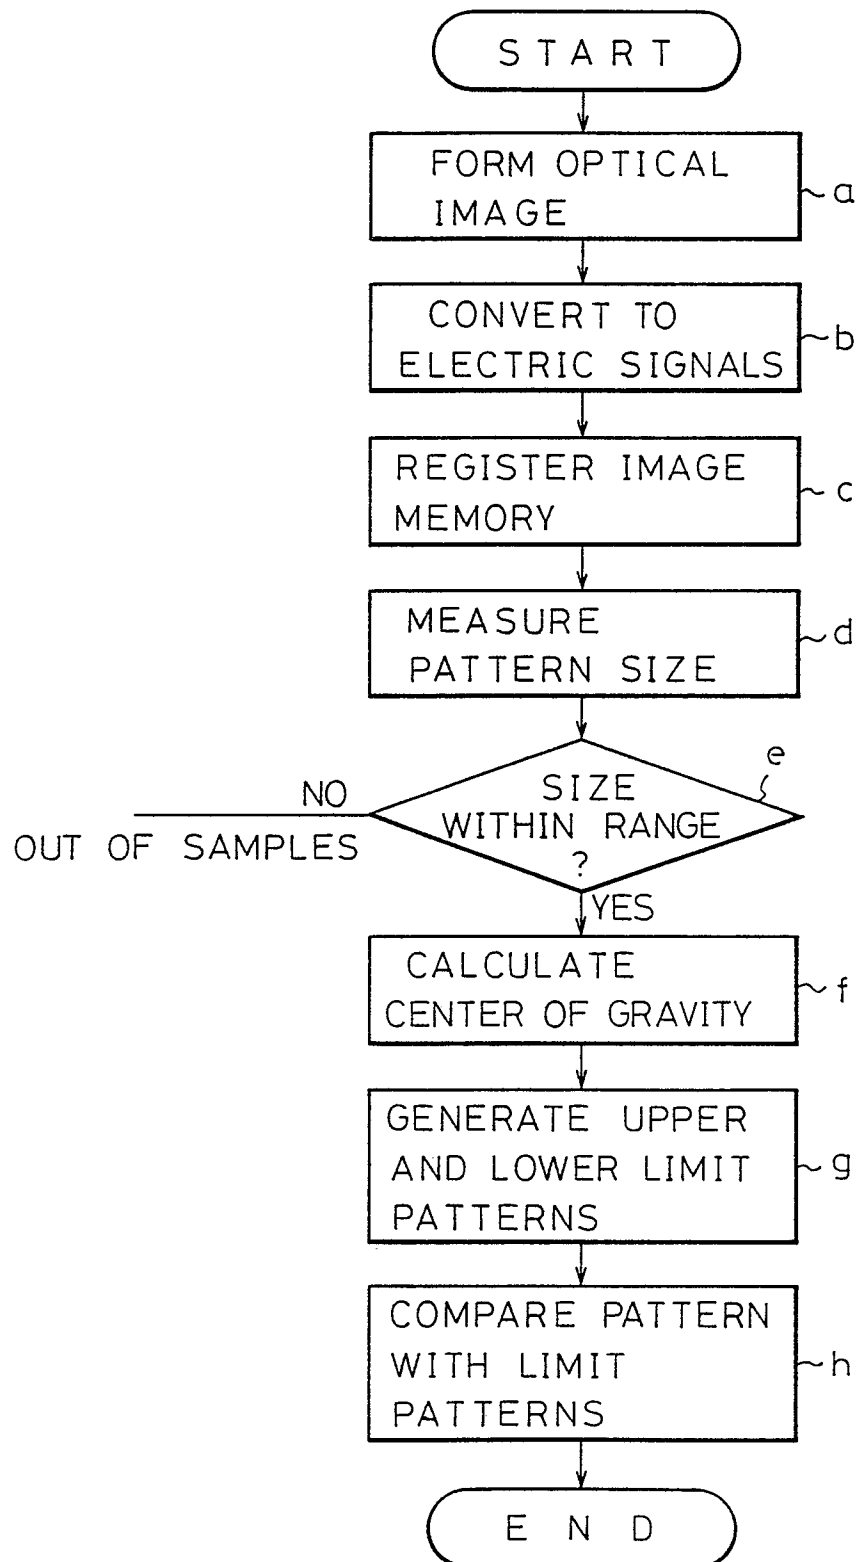 START
FORM OPTICAL
IMAGE
a
CONVERT TO
ELECTRIC SIGNALS
b
REGISTER IMAGE
MEMORY
c
MEASURE
PATTERN SIZE
d
e
SIZE
WITHIN RANGE
?
NO
OUT OF SAMPLES
YES
CALCULATE
CENTER OF GRAVITY
f
GENERATE UPPER
AND LOWER LIMIT
PATTERNS
g
COMPARE PATTERN
WITH LIMIT
PATTERNS
h
END